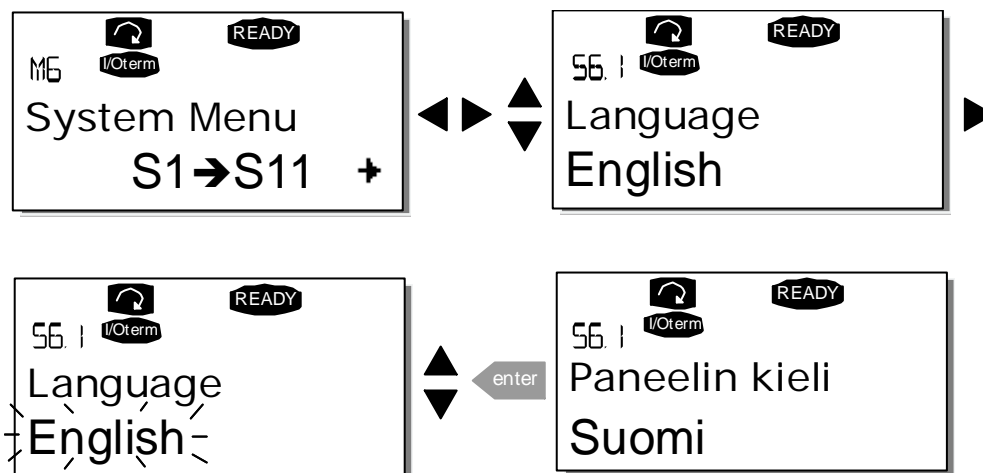 READY
M6 I/Oterm
System Menu
S1➔S11
READY
S6.1 I/Oterm
Language
English
READY
S6.1 I/Oterm
Language
English
enter
READY
S6.1 I/Oterm
Paneelin kieli
Suomi